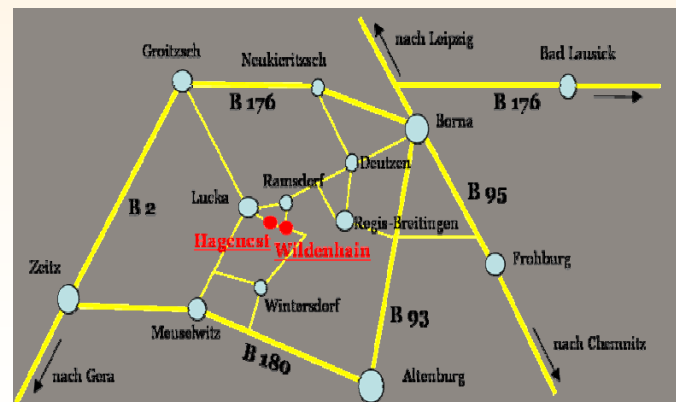 nach Leipzig
Groitzsch
Neukieritzsch
Bad Lausick
B 176
B 176
Borna
Deutzen
Ramsdorf
B 95
Lucka
B 2
Regis-Breitingen
Hagenest
Wildenhain
Zeitz
Frohburg
Wintersdorf
Meuselwitz
B 93
nach Chemnitz
B 180
nach Gera
Altenburg